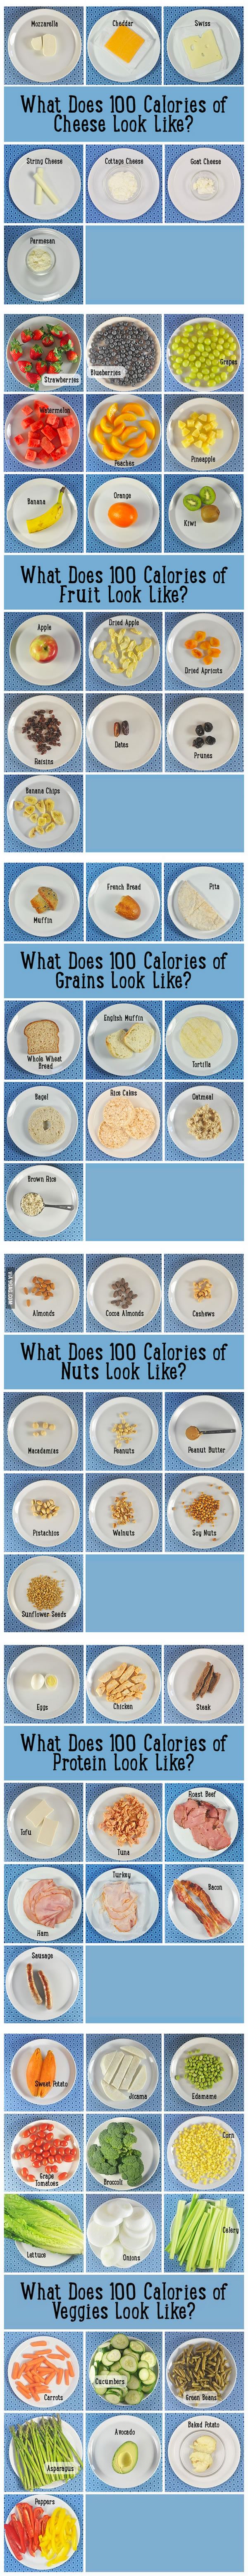 Mozzarella
Cheddar
Swiss
What Does 100 Calories of
Cheese Look Like?
String Cheese
Cottage Cheese
Goat Cheese
Parmesan
Strawberries
Blueberries
Grapes
Watermelon
Peaches
Pineapple
Banana
Orange
Kiwi
What Does 100 Calories of
Fruit Look Like?
Apple
Dried Apple
Dried Apricots
Raisins
Dates
Prunes
Banana Chips
Muffin
French Bread
Pita
What Does 100 Calories of
Grains Look Like?
Whole Wheat
Bread
English Muffin
Tortilla
Bagel
Rice Cakes
Oatmeal
Brown Rice
VIA 9GAG.COM
Almonds
Cocoa Almonds
Cashews
What Does 100 Calories of
Nuts Look Like?
Macadamias
Peanuts
Peanut Butter
Pistachios
Walnuts
Soy Nuts
Sunflower Seeds
Eggs
Chicken
Steak
What Does 100 Calories of
Protein Look Like?
Tofu
Tuna
Roast Beef
Ham
Turkey
Bacon
Sausage
Sweet Potato
Jicama
Edamame
Grape
Tomatoes
Broccoli
Corn
Lettuce
Onions
Celery
What Does 100 Calories of
Veggies Look Like?
Carrots
Cucumbers
Green Beans
Asparagus
Avocado
Baked Potato
Peppers